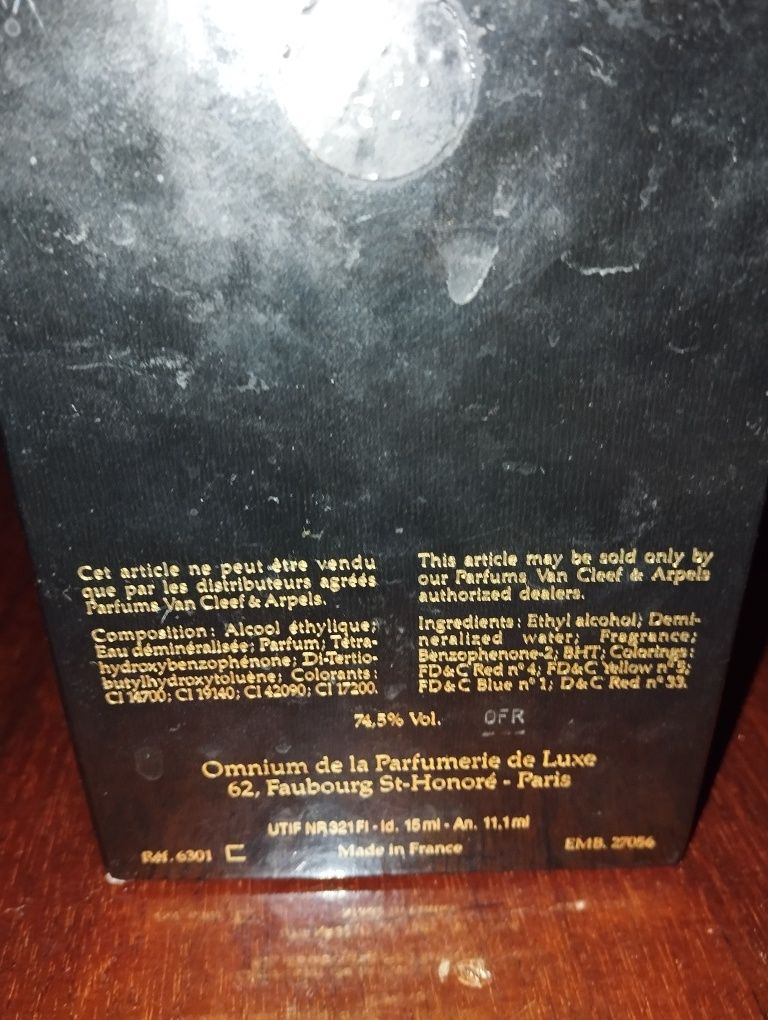 Cet article ne peut être vendu
que par les distributeurs agréés
Parfums Van Cleef & Arpels.
Composition: Alcool éthylique;
Eau déminéralisée; Parfum; Tétra-
hydroxybenzophénone; Di-Tertio-
butylhydroxytoluène; Colorants:
CI 14700; CI 19140; CI 42090; CI 17200.
This article may be sold only by
our Parfums Van Cleef & Arpels
authorized dealers.
Ingredients: Ethyl alcohol; Demi-
neralized water; Fragrance;
Benzophenone-2; BHT; Colorings:
FD&C Red n° 4; FD&C Yellow n° 5;
FD&C Blue n° 1; D&C Red n° 33.
74,5% Vol. OFR
Omnium de la Parfumerie de Luxe
62, Faubourg St-Honoré - Paris
UTIF NR 321 FI - Id. 15 ml - An. 11,1 ml
Réf. 6301 Made in France EMB. 27056